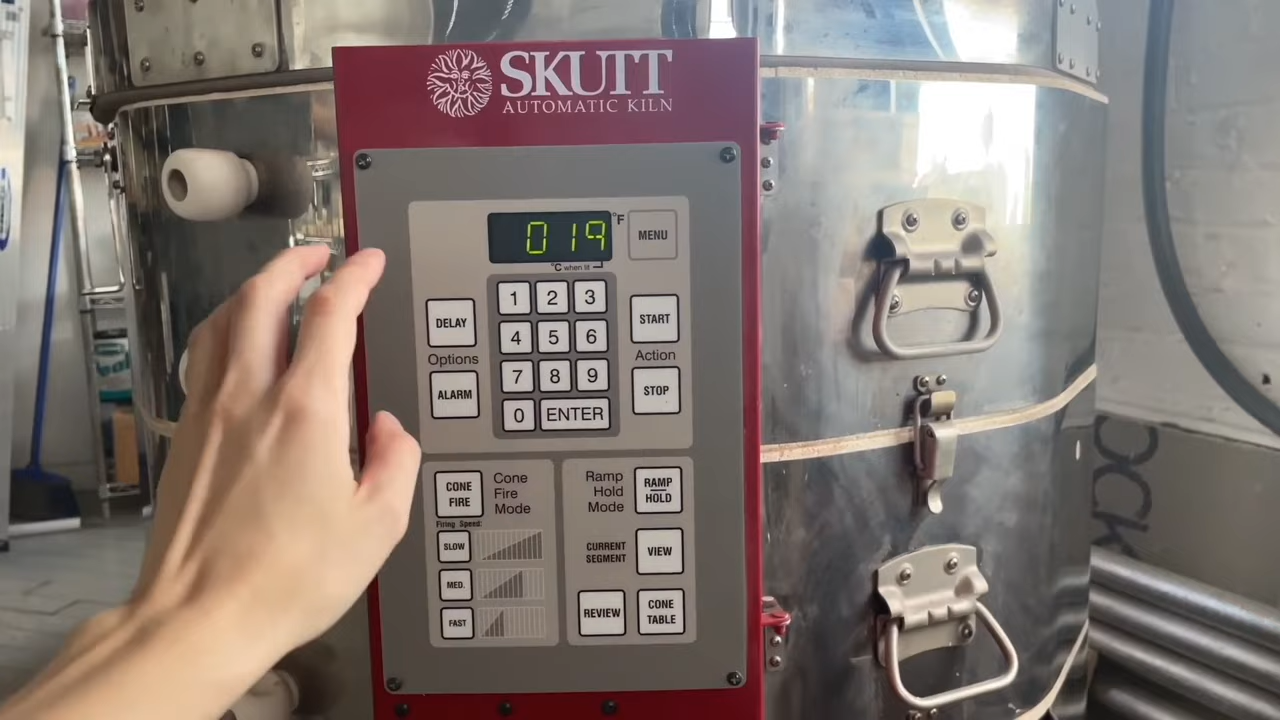 SKUTT
AUTOMATIC KILN
019
°F
MENU
°C when lit
1 2 3
DELAY
START
4 5 6
Options
Action
7 8 9
ALARM
STOP
0 ENTER
CONE
FIRE
Cone
Fire
Mode
Ramp
Hold
Mode
RAMP
HOLD
Firing Speed:
SLOW
CURRENT
SEGMENT
VIEW
MED.
FAST
REVIEW
CONE
TABLE